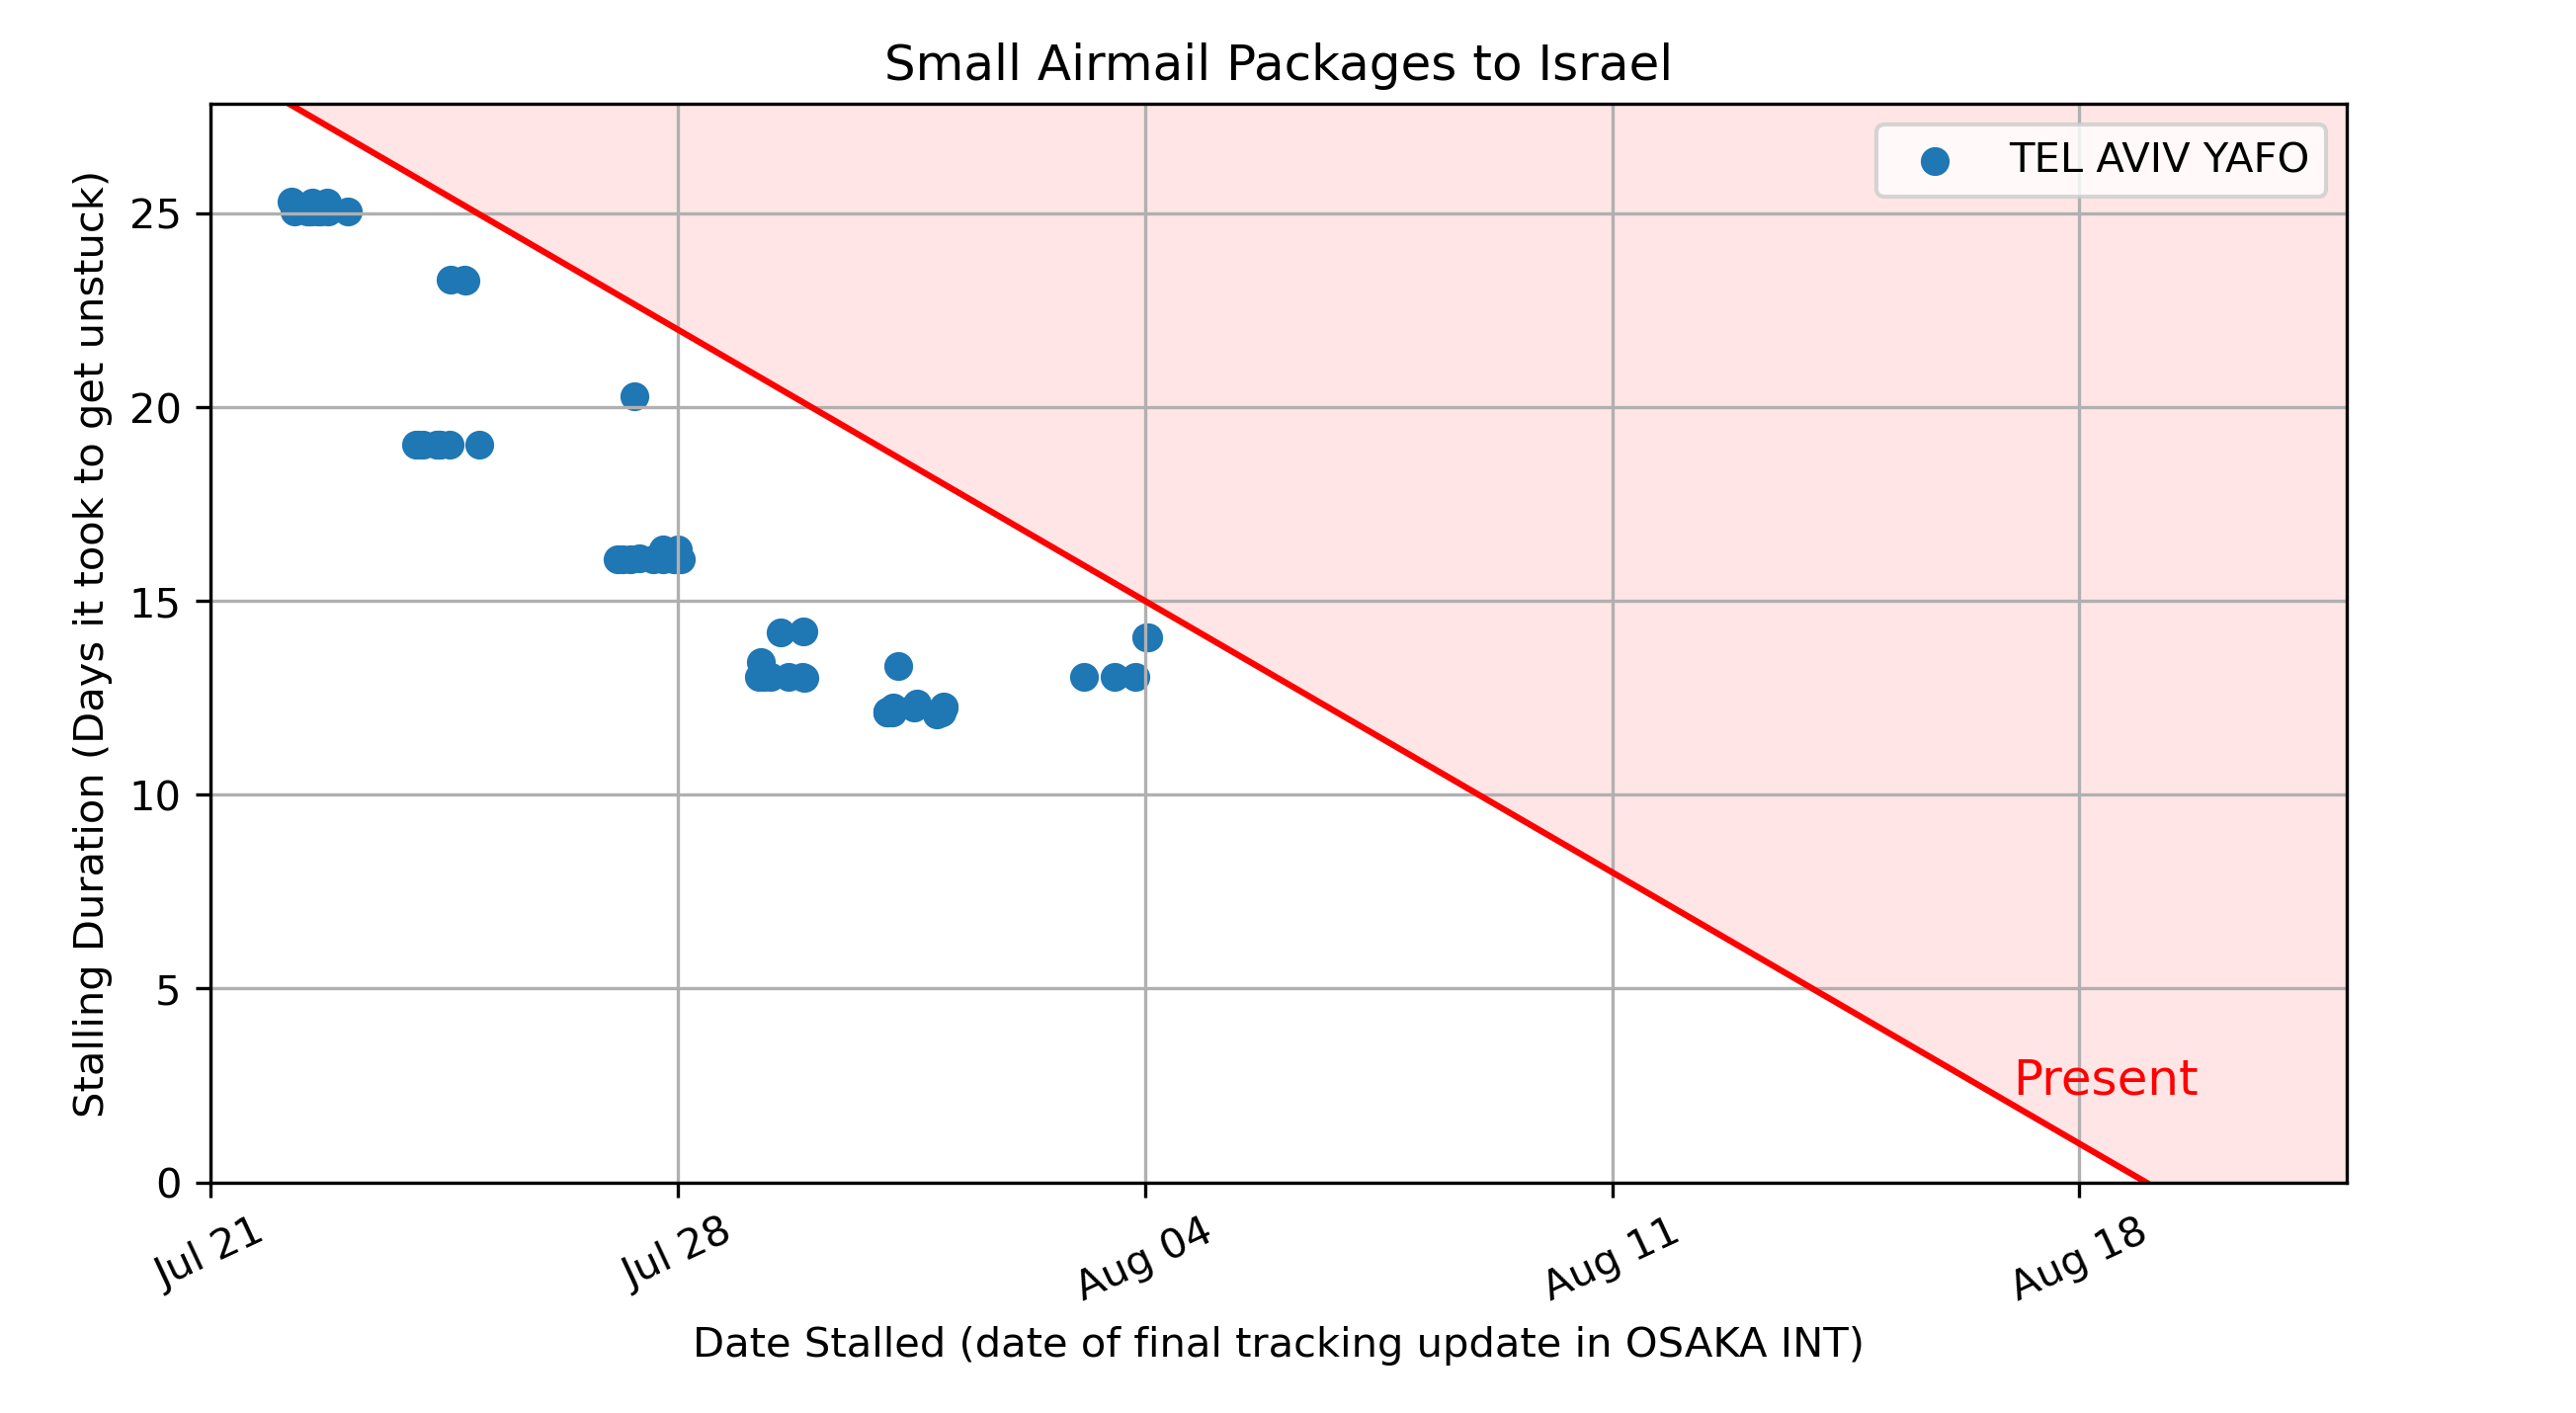 Small Airmail Packages to Israel
TEL AVIV YAFO
Stalling Duration (Days it took to get unstuck)
25
20
15
10
5
0
Present
Jul 21
Jul 28
Aug 04
Aug 11
Aug 18
Date Stalled (date of final tracking update in OSAKA INT)